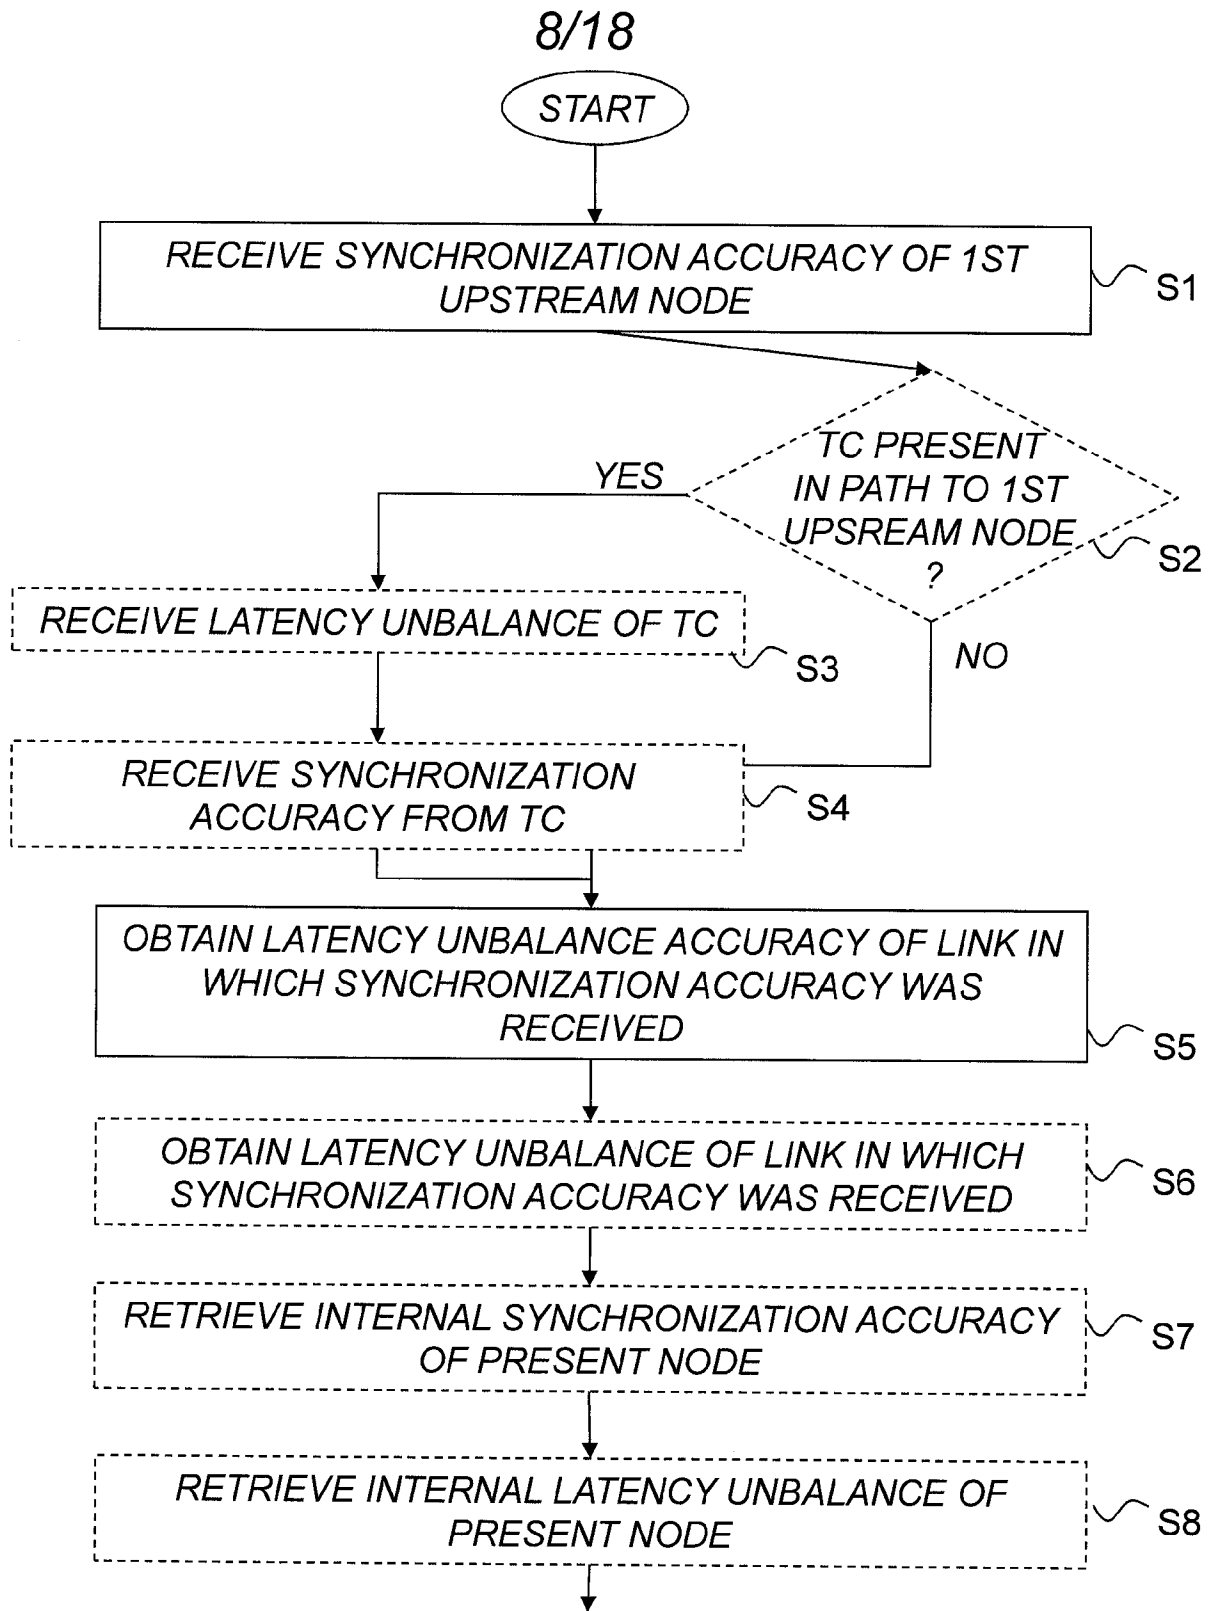 8/18
START
RECEIVE SYNCHRONIZATION ACCURACY OF 1ST
UPSTREAM NODE
S1
TC PRESENT
IN PATH TO 1ST
UPSREAM NODE
?
S2
YES
NO
RECEIVE LATENCY UNBALANCE OF TC
S3
RECEIVE SYNCHRONIZATION
ACCURACY FROM TC
S4
OBTAIN LATENCY UNBALANCE ACCURACY OF LINK IN
WHICH SYNCHRONIZATION ACCURACY WAS
RECEIVED
S5
OBTAIN LATENCY UNBALANCE OF LINK IN WHICH
SYNCHRONIZATION ACCURACY WAS RECEIVED
S6
RETRIEVE INTERNAL SYNCHRONIZATION ACCURACY
OF PRESENT NODE
S7
RETRIEVE INTERNAL LATENCY UNBALANCE OF
PRESENT NODE
S8